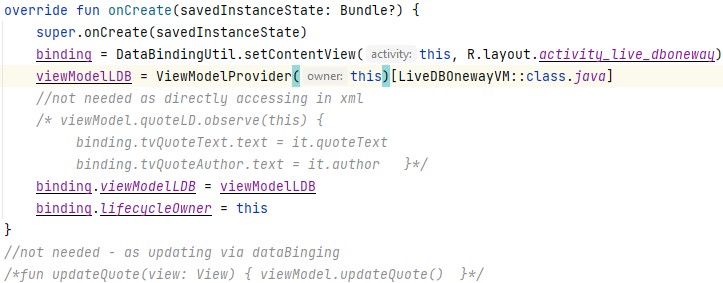 override fun onCreate(savedInstanceState: Bundle?) {
super.onCreate(savedInstanceState)
binding = DataBindingUtil.setContentView( activity: this, R.layout.activity_live_dboneway)
viewModelLDB = ViewModelProvider( owner: this)[LiveDBOnewayVM::class.java]
//not needed as directly accessing in xml
/* viewModel.quoteLD.observe(this) {
binding.tvQuoteText.text = it.quoteText
binding.tvQuoteAuthor.text = it.author   }*/
binding.viewModelLDB = viewModelLDB
binding.lifecycleOwner = this
}
//not needed - as updating via dataBinging
/*fun updateQuote(view: View) { viewModel.updateQuote()  }*/